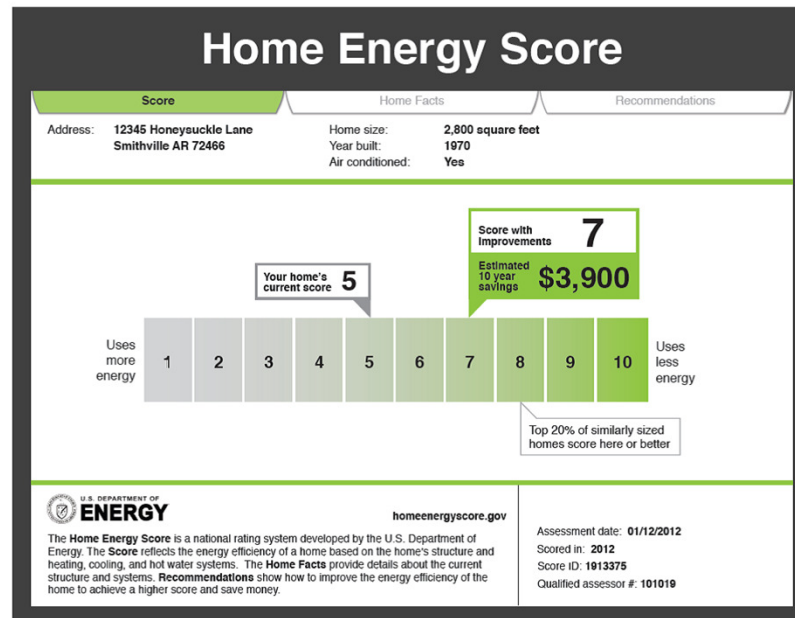 Home Energy Score
Score
Home Facts
Recommendations
Address: 12345 Honeysuckle Lane
Smithville AR 72466
Home size: 2,800 square feet
Year built: 1970
Air conditioned: Yes
Score with
Improvements 7
Estimated
10 year
savings $3,900
Your home's
current score 5
Uses
more
energy
1 2 3 4 5 6 7 8 9 10
Uses
less
energy
Top 20% of similarly sized
homes score here or better
U.S. DEPARTMENT OF
ENERGY
homeenergyscore.gov
The Home Energy Score is a national rating system developed by the U.S. Department of
Energy. The Score reflects the energy efficiency of a home based on the home's structure and
heating, cooling, and hot water systems. The Home Facts provide details about the current
structure and systems. Recommendations show how to improve the energy efficiency of the
home to achieve a higher score and save money.
Assessment date: 01/12/2012
Scored in: 2012
Score ID: 1913375
Qualified assessor #: 101019